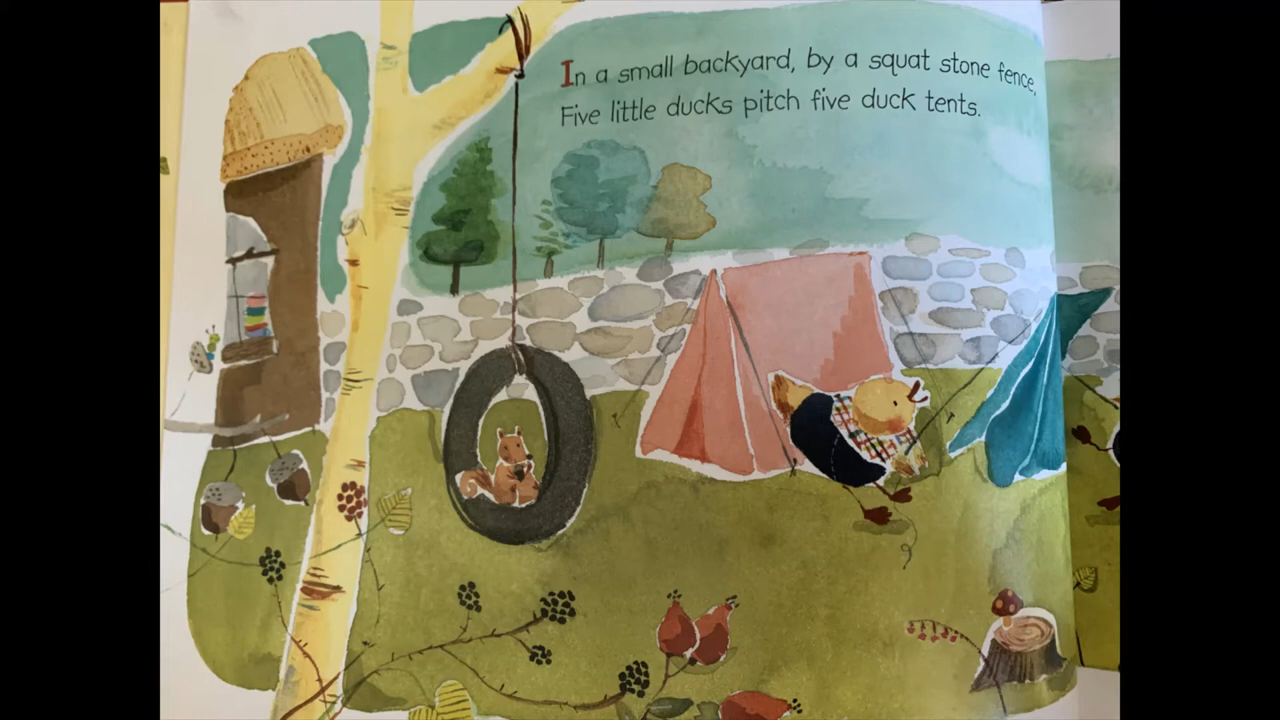 In a small backyard, by a squat stone fence,
Five little ducks pitch five duck tents.